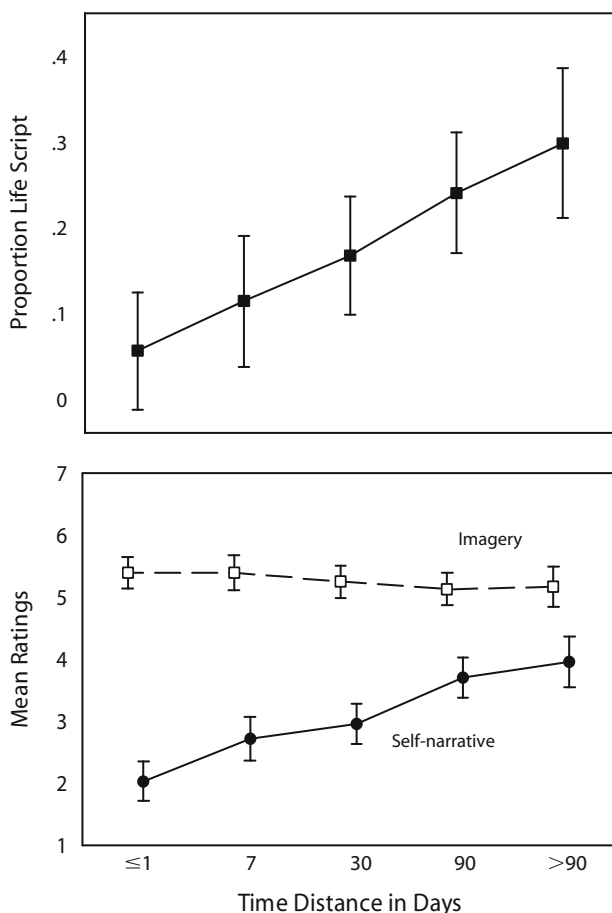 Proportion Life Script
.4
.3
.2
.1
0
Mean Ratings
7
6
5
4
3
2
1
Imagery
Self-narrative
≤1 7 30 90 >90
Time Distance in Days